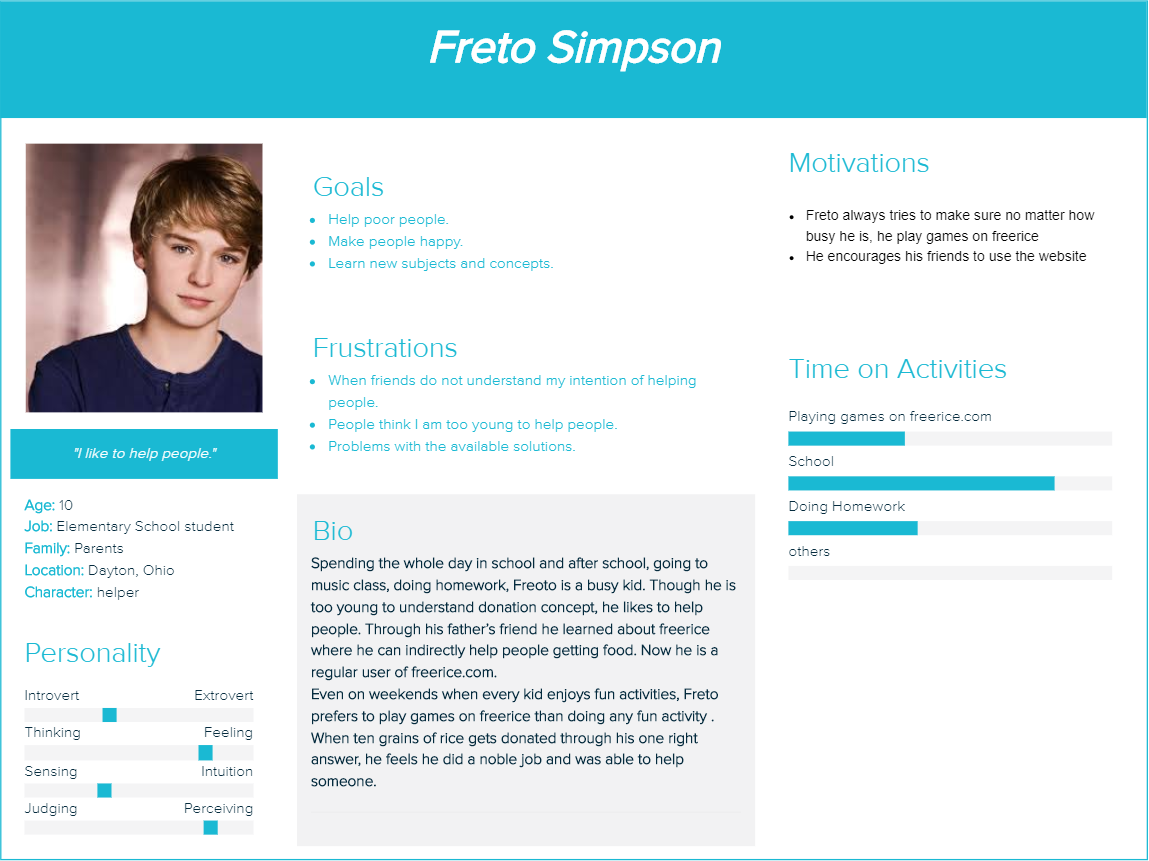 Freto Simpson
"I like to help people."
Age: 10
Job: Elementary School student
Family: Parents
Location: Dayton, Ohio
Character: helper
Personality
Introvert Extrovert
Thinking Feeling
Sensing Intuition
Judging Perceiving
Goals
Help poor people.
Make people happy.
Learn new subjects and concepts.
Frustrations
When friends do not understand my intention of helping
people.
People think I am too young to help people.
Problems with the available solutions.
Bio
Spending the whole day in school and after school, going to
music class, doing homework, Freoto is a busy kid. Though he is
too young to understand donation concept, he likes to help
people. Through his father's friend he learned about freerice
where he can indirectly help people getting food. Now he is a
regular user of freerice.com.
Even on weekends when every kid enjoys fun activities, Freto
prefers to play games on freerice than doing any fun activity .
When ten grains of rice gets donated through his one right
answer, he feels he did a noble job and was able to help
someone.
Motivations
Freto always tries to make sure no matter how
busy he is, he play games on freerice
He encourages his friends to use the website
Time on Activities
Playing games on freerice.com
School
Doing Homework
others